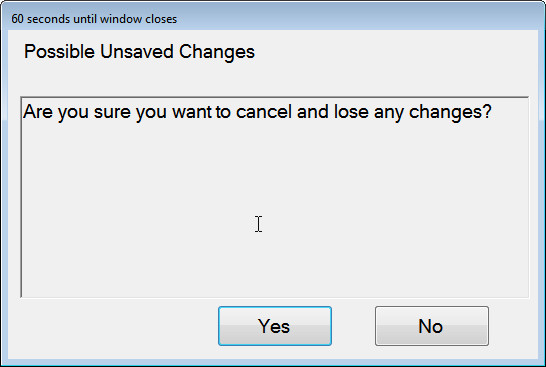 60 seconds until window closes
Possible Unsaved Changes
Are you sure you want to cancel and lose any changes?
Yes
No